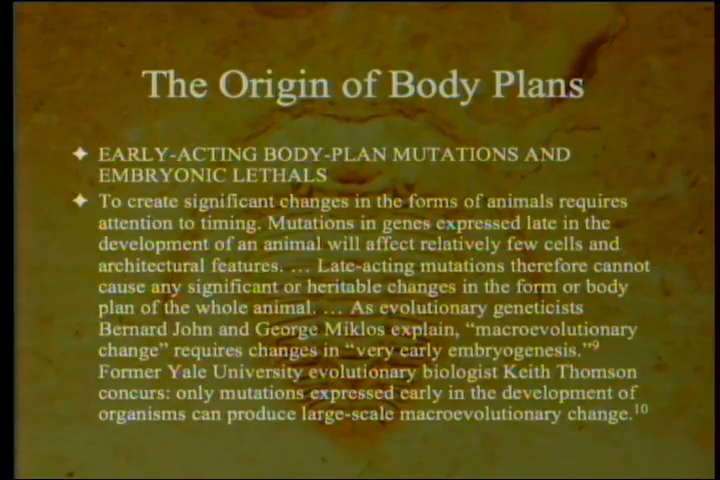 The Origin of Body Plans
✦ EARLY-ACTING BODY-PLAN MUTATIONS AND
EMBRYONIC LETHALS
✦ To create significant changes in the forms of animals requires
attention to timing. Mutations in genes expressed late in the
development of an animal will affect relatively few cells and
architectural features. … Late-acting mutations therefore cannot
cause any significant or heritable changes in the form or body
plan of the whole animal. … As evolutionary geneticists
Bernard John and George Miklos explain, “macroevolutionary
change” requires changes in “very early embryogenesis.”⁹
Former Yale University evolutionary biologist Keith Thomson
concurs: only mutations expressed early in the development of
organisms can produce large-scale macroevolutionary change.¹⁰